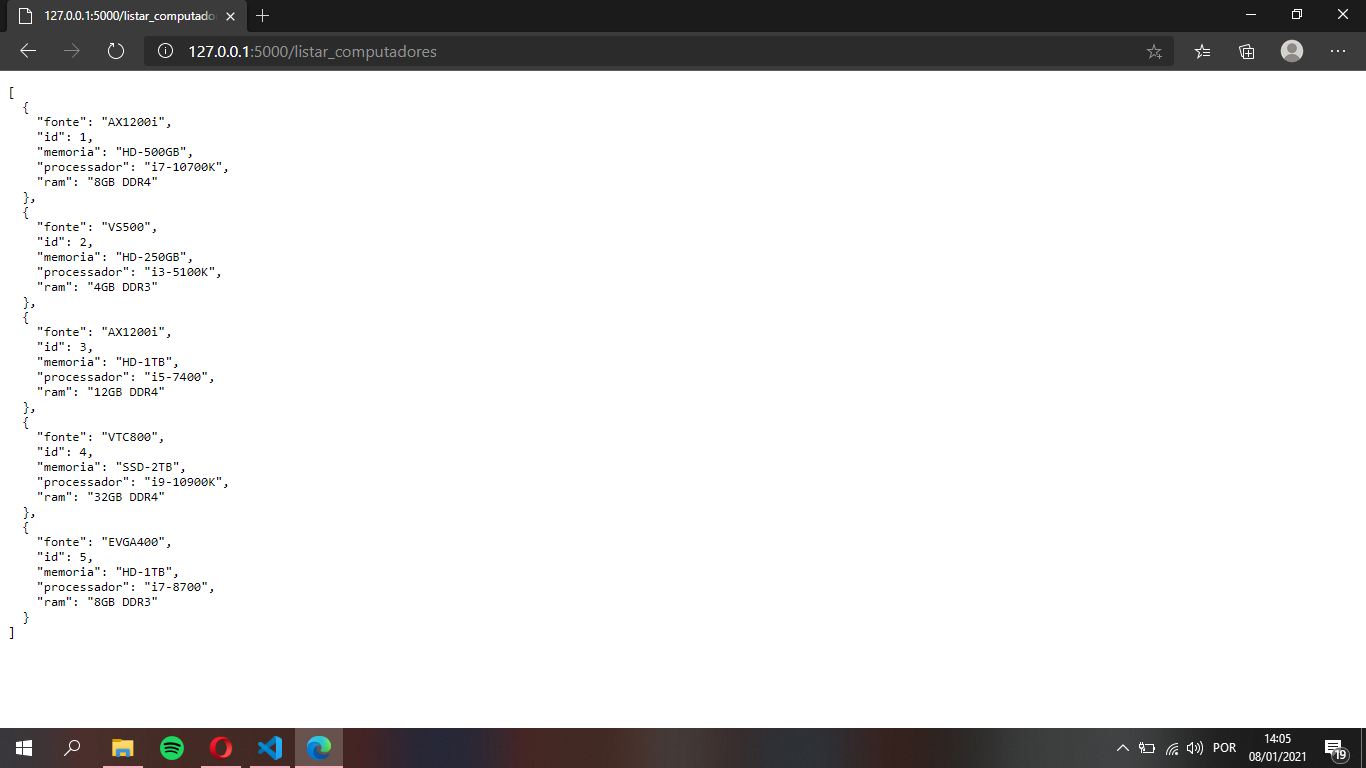 127.0.0.1:5000/listar_computado
127.0.0.1:5000/listar_computadores
[
  {
    "fonte": "AX1200i",
    "id": 1,
    "memoria": "HD-500GB",
    "processador": "i7-10700K",
    "ram": "8GB DDR4"
  },
  {
    "fonte": "VS500",
    "id": 2,
    "memoria": "HD-250GB",
    "processador": "i3-5100K",
    "ram": "4GB DDR3"
  },
  {
    "fonte": "AX1200i",
    "id": 3,
    "memoria": "HD-1TB",
    "processador": "i5-7400",
    "ram": "12GB DDR4"
  },
  {
    "fonte": "VTC800",
    "id": 4,
    "memoria": "SSD-2TB",
    "processador": "i9-10900K",
    "ram": "32GB DDR4"
  },
  {
    "fonte": "EVGA400",
    "id": 5,
    "memoria": "HD-1TB",
    "processador": "i7-8700",
    "ram": "8GB DDR3"
  }
]
POR
14:05
08/01/2021
19